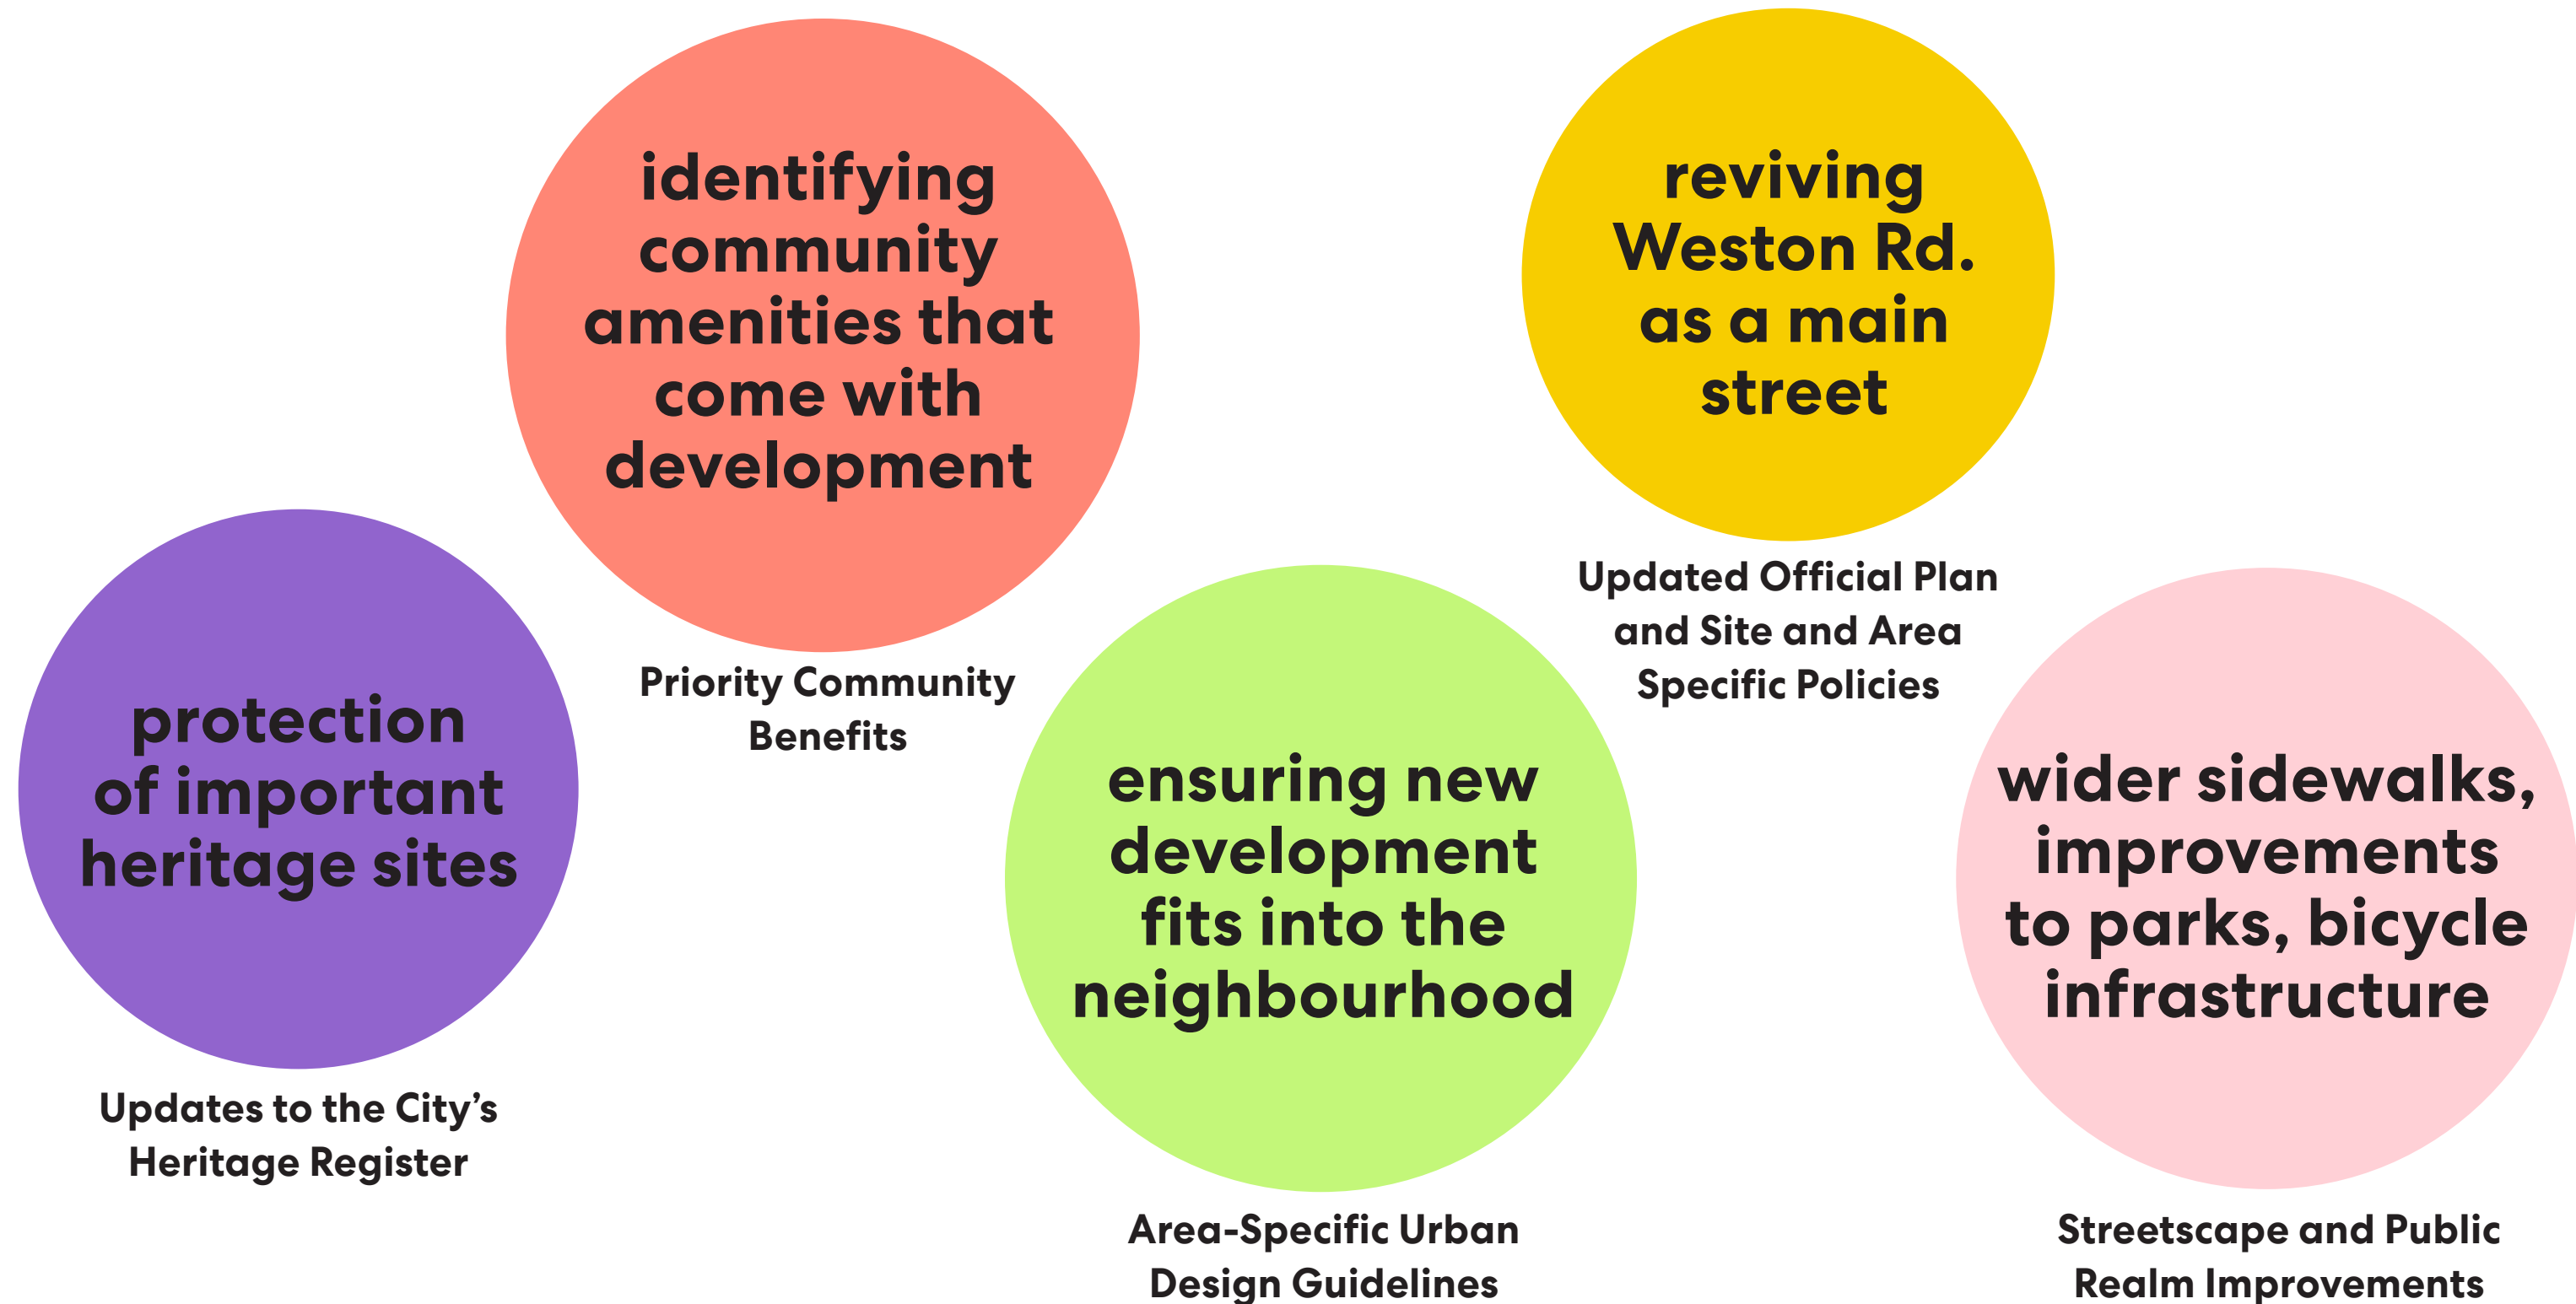 protection
of important
heritage sites
Updates to the City’s
Heritage Register
identifying
community
amenities that
come with
development
Priority Community
Benefits
ensuring new
development
fits into the
neighbourhood
Area-Specific Urban
Design Guidelines
reviving
Weston Rd.
as a main
street
Updated Official Plan
and Site and Area
Specific Policies
wider sidewalks,
improvements
to parks, bicycle
infrastructure
Streetscape and Public
Realm Improvements